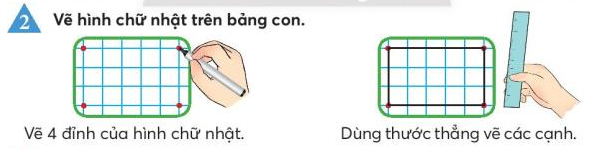 2 Vẽ hình chữ nhật trên bảng con.
Vẽ 4 đỉnh của hình chữ nhật.
Dùng thước thẳng vẽ các cạnh.